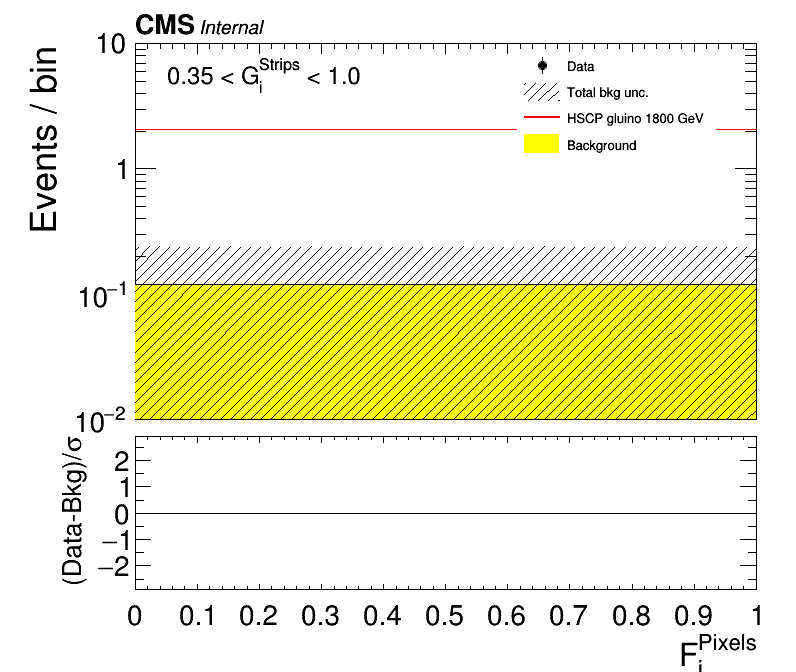 CMS Internal
Events / bin
10
1
10⁻¹
10⁻²
0.35 < G_i^Strips < 1.0
Data
Total bkg unc.
HSCP gluino 1800 GeV
Background
(Data-Bkg)/σ
2
1
0
−1
−2
0 0.1 0.2 0.3 0.4 0.5 0.6 0.7 0.8 0.9 1
F_i^Pixels